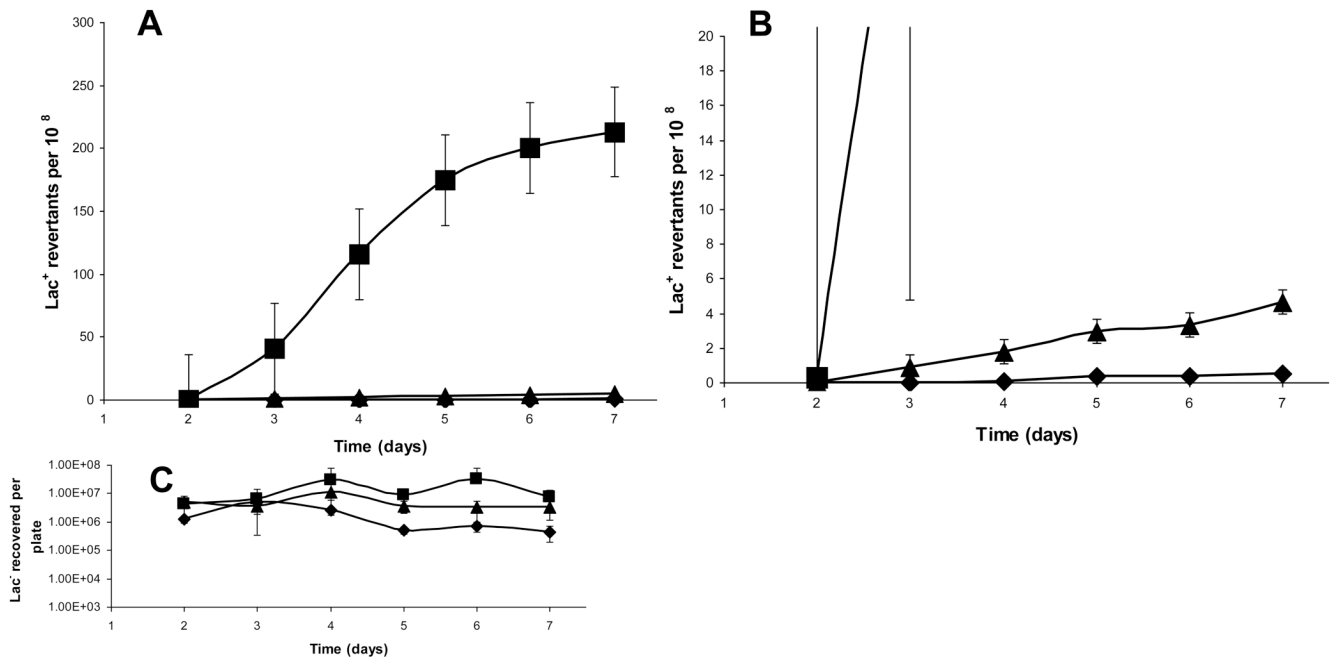 A
Lac+ revertants per 10 8
300
250
200
150
100
50
0
1 2 3 4 5 6 7
Time (days)
B
Lac+ revertants per 10 8
20
18
16
14
12
10
8
6
4
2
0
1 2 3 4 5 6 7
Time (days)
C
Lac- recovered per
plate
1.00E+08
1.00E+07
1.00E+06
1.00E+05
1.00E+04
1.00E+03
1 2 3 4 5 6 7
Time (days)